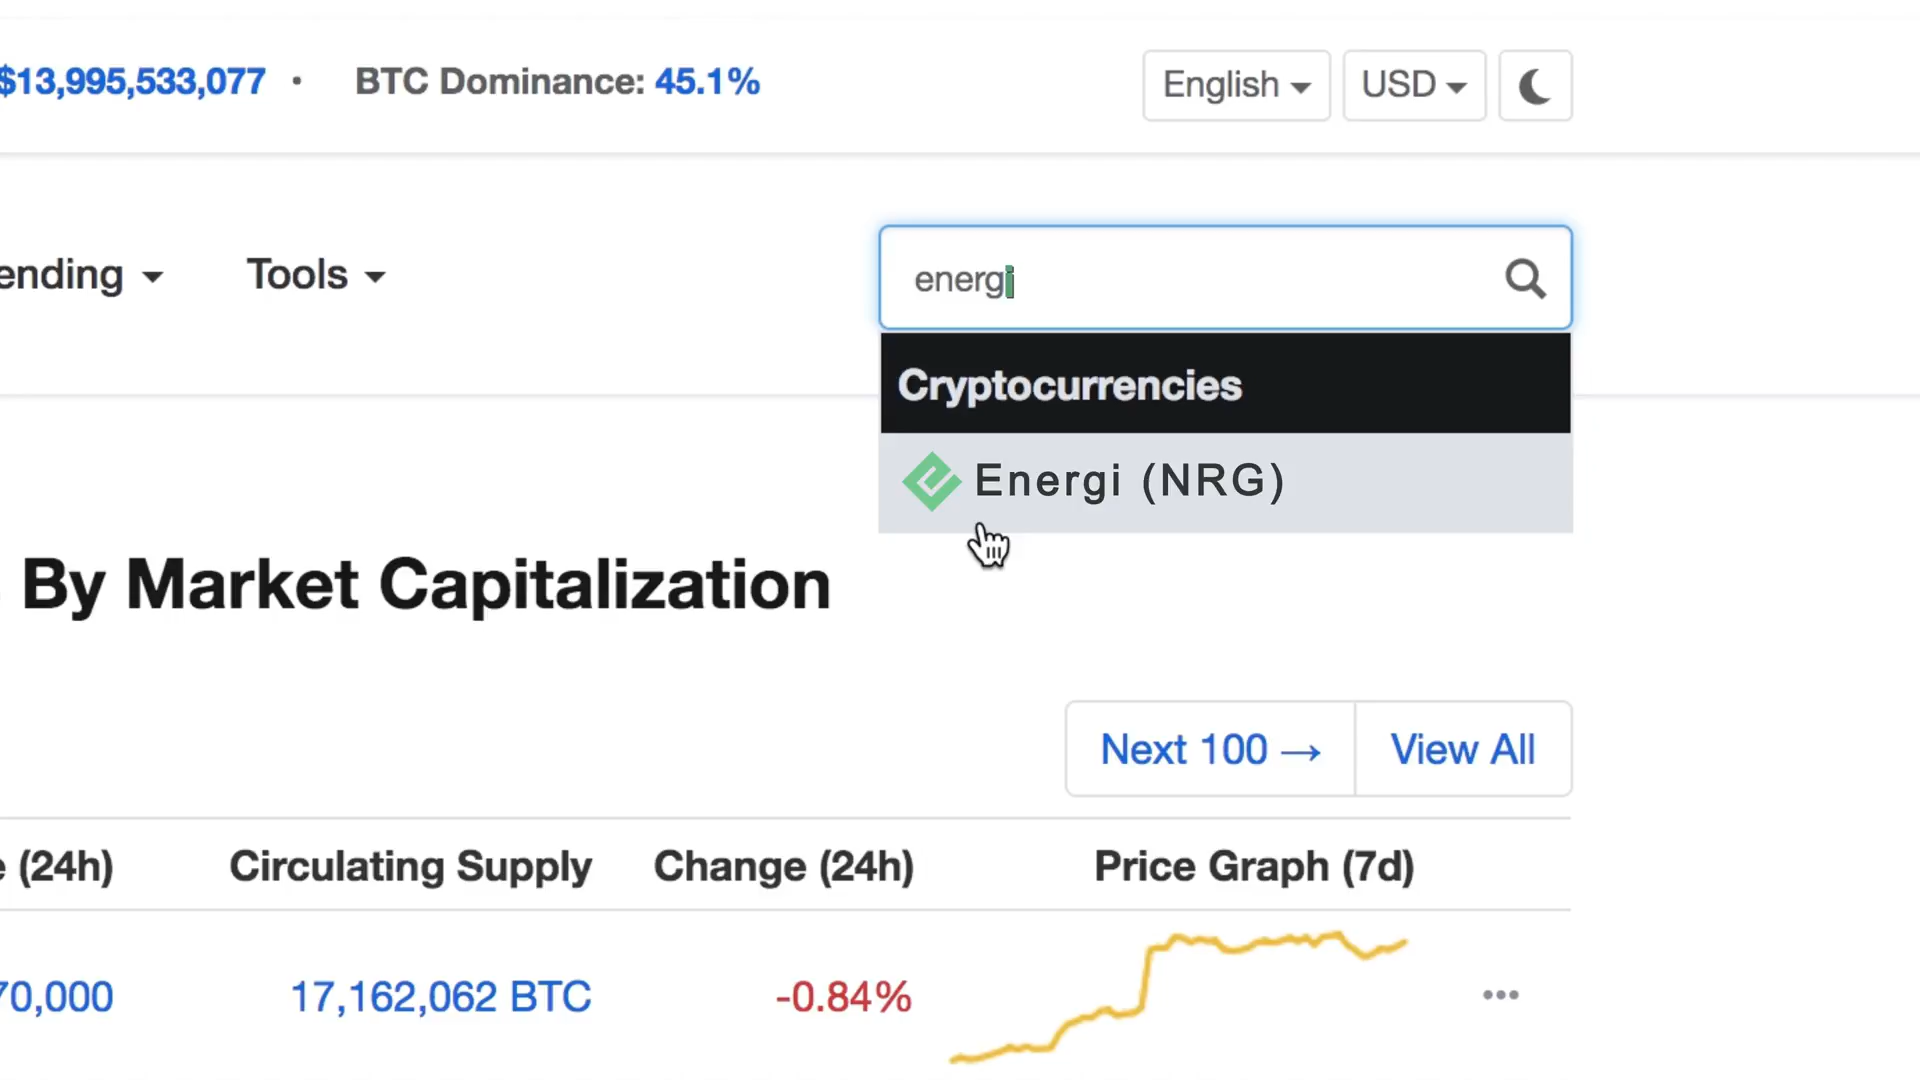 $13,995,533,077 • BTC Dominance: 45.1%
English USD
ending Tools
energi
Cryptocurrencies
Energi (NRG)
By Market Capitalization
Next 100 → View All
(24h) Circulating Supply Change (24h) Price Graph (7d)
70,000 17,162,062 BTC -0.84%